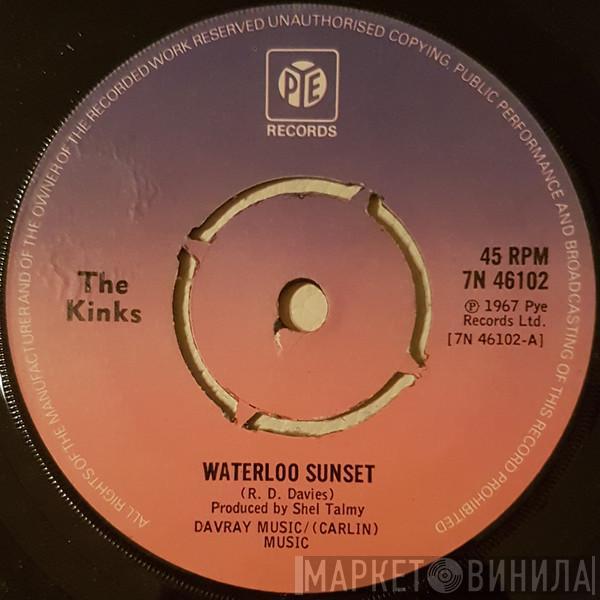 ALL RIGHTS OF THE MANUFACTURER AND OF THE OWNER OF THE RECORDED WORK RESERVED UNAUTHORISED COPYING, PUBLIC PERFORMANCE AND BROADCASTING OF THIS RECORD PROHIBITED
PYE
RECORDS
The
Kinks
45 RPM
7N 46102
Ⓟ 1967 Pye
Records Ltd.
[7N 46102-A]
WATERLOO SUNSET
(R. D. Davies)
Produced by Shel Talmy
DAVRAY MUSIC/(CARLIN)
MUSIC
МАРКЕТ ВИНИЛА